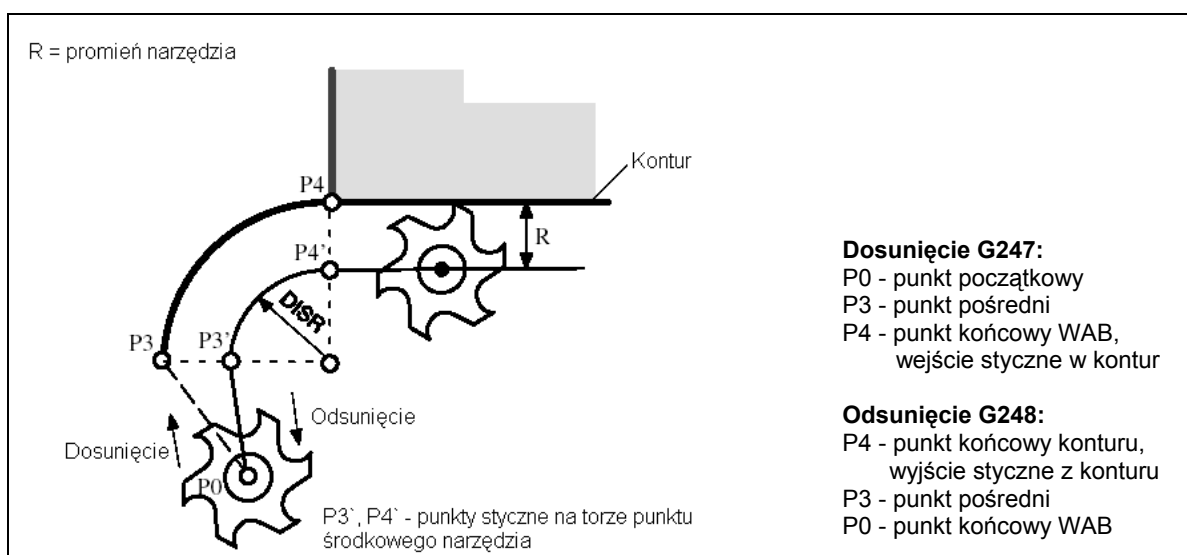 R = promień narzędzia
Kontur
P4
R
P4'
DISR
P3
P3'
Odsunięcie
Dosunięcie
P0
P3`, P4` - punkty styczne na torze punktu
środkowego narzędzia
Dosunięcie G247:
P0 - punkt początkowy
P3 - punkt pośredni
P4 - punkt końcowy WAB,
wejście styczne w kontur
Odsunięcie G248:
P4 - punkt końcowy konturu,
wyjście styczne z konturu
P3 - punkt pośredni
P0 - punkt końcowy WAB